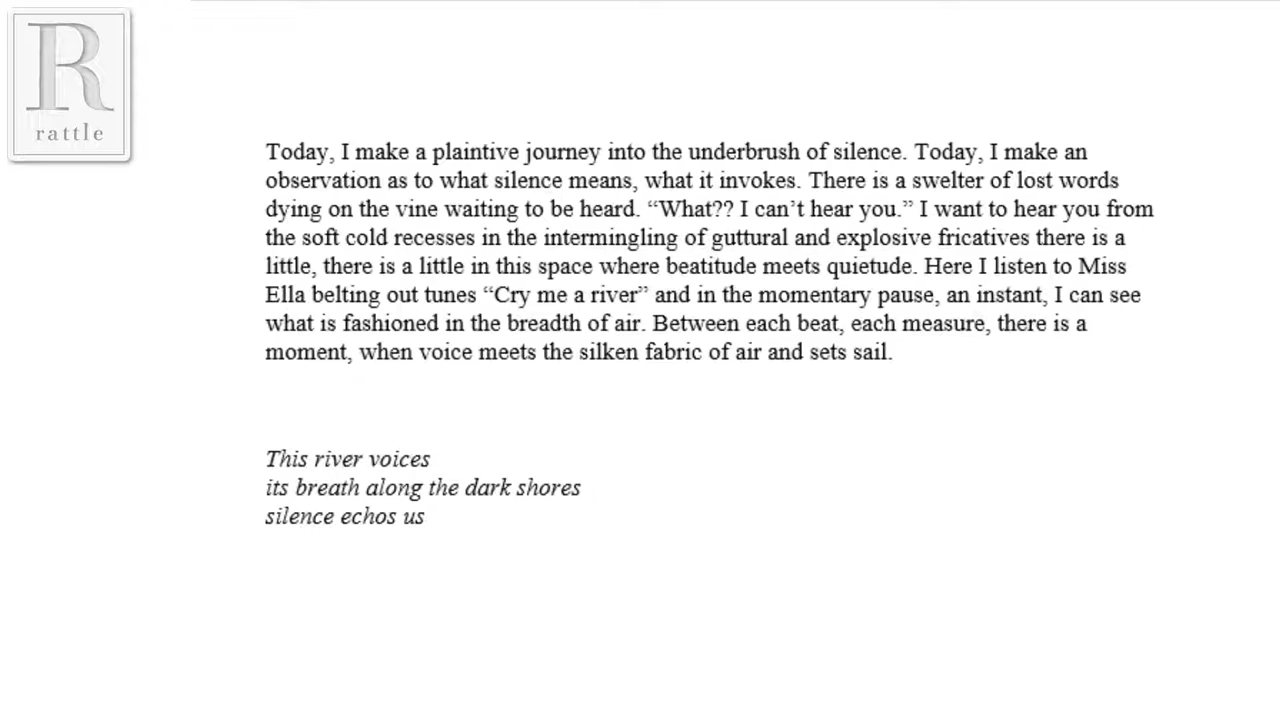 R
rattle
Today, I make a plaintive journey into the underbrush of silence. Today, I make an
observation as to what silence means, what it invokes. There is a swelter of lost words
dying on the vine waiting to be heard. “What?? I can’t hear you.” I want to hear you from
the soft cold recesses in the intermingling of guttural and explosive fricatives there is a
little, there is a little in this space where beatitude meets quietude. Here I listen to Miss
Ella belting out tunes “Cry me a river” and in the momentary pause, an instant, I can see
what is fashioned in the breadth of air. Between each beat, each measure, there is a
moment, when voice meets the silken fabric of air and sets sail.
This river voices
its breath along the dark shores
silence echos us